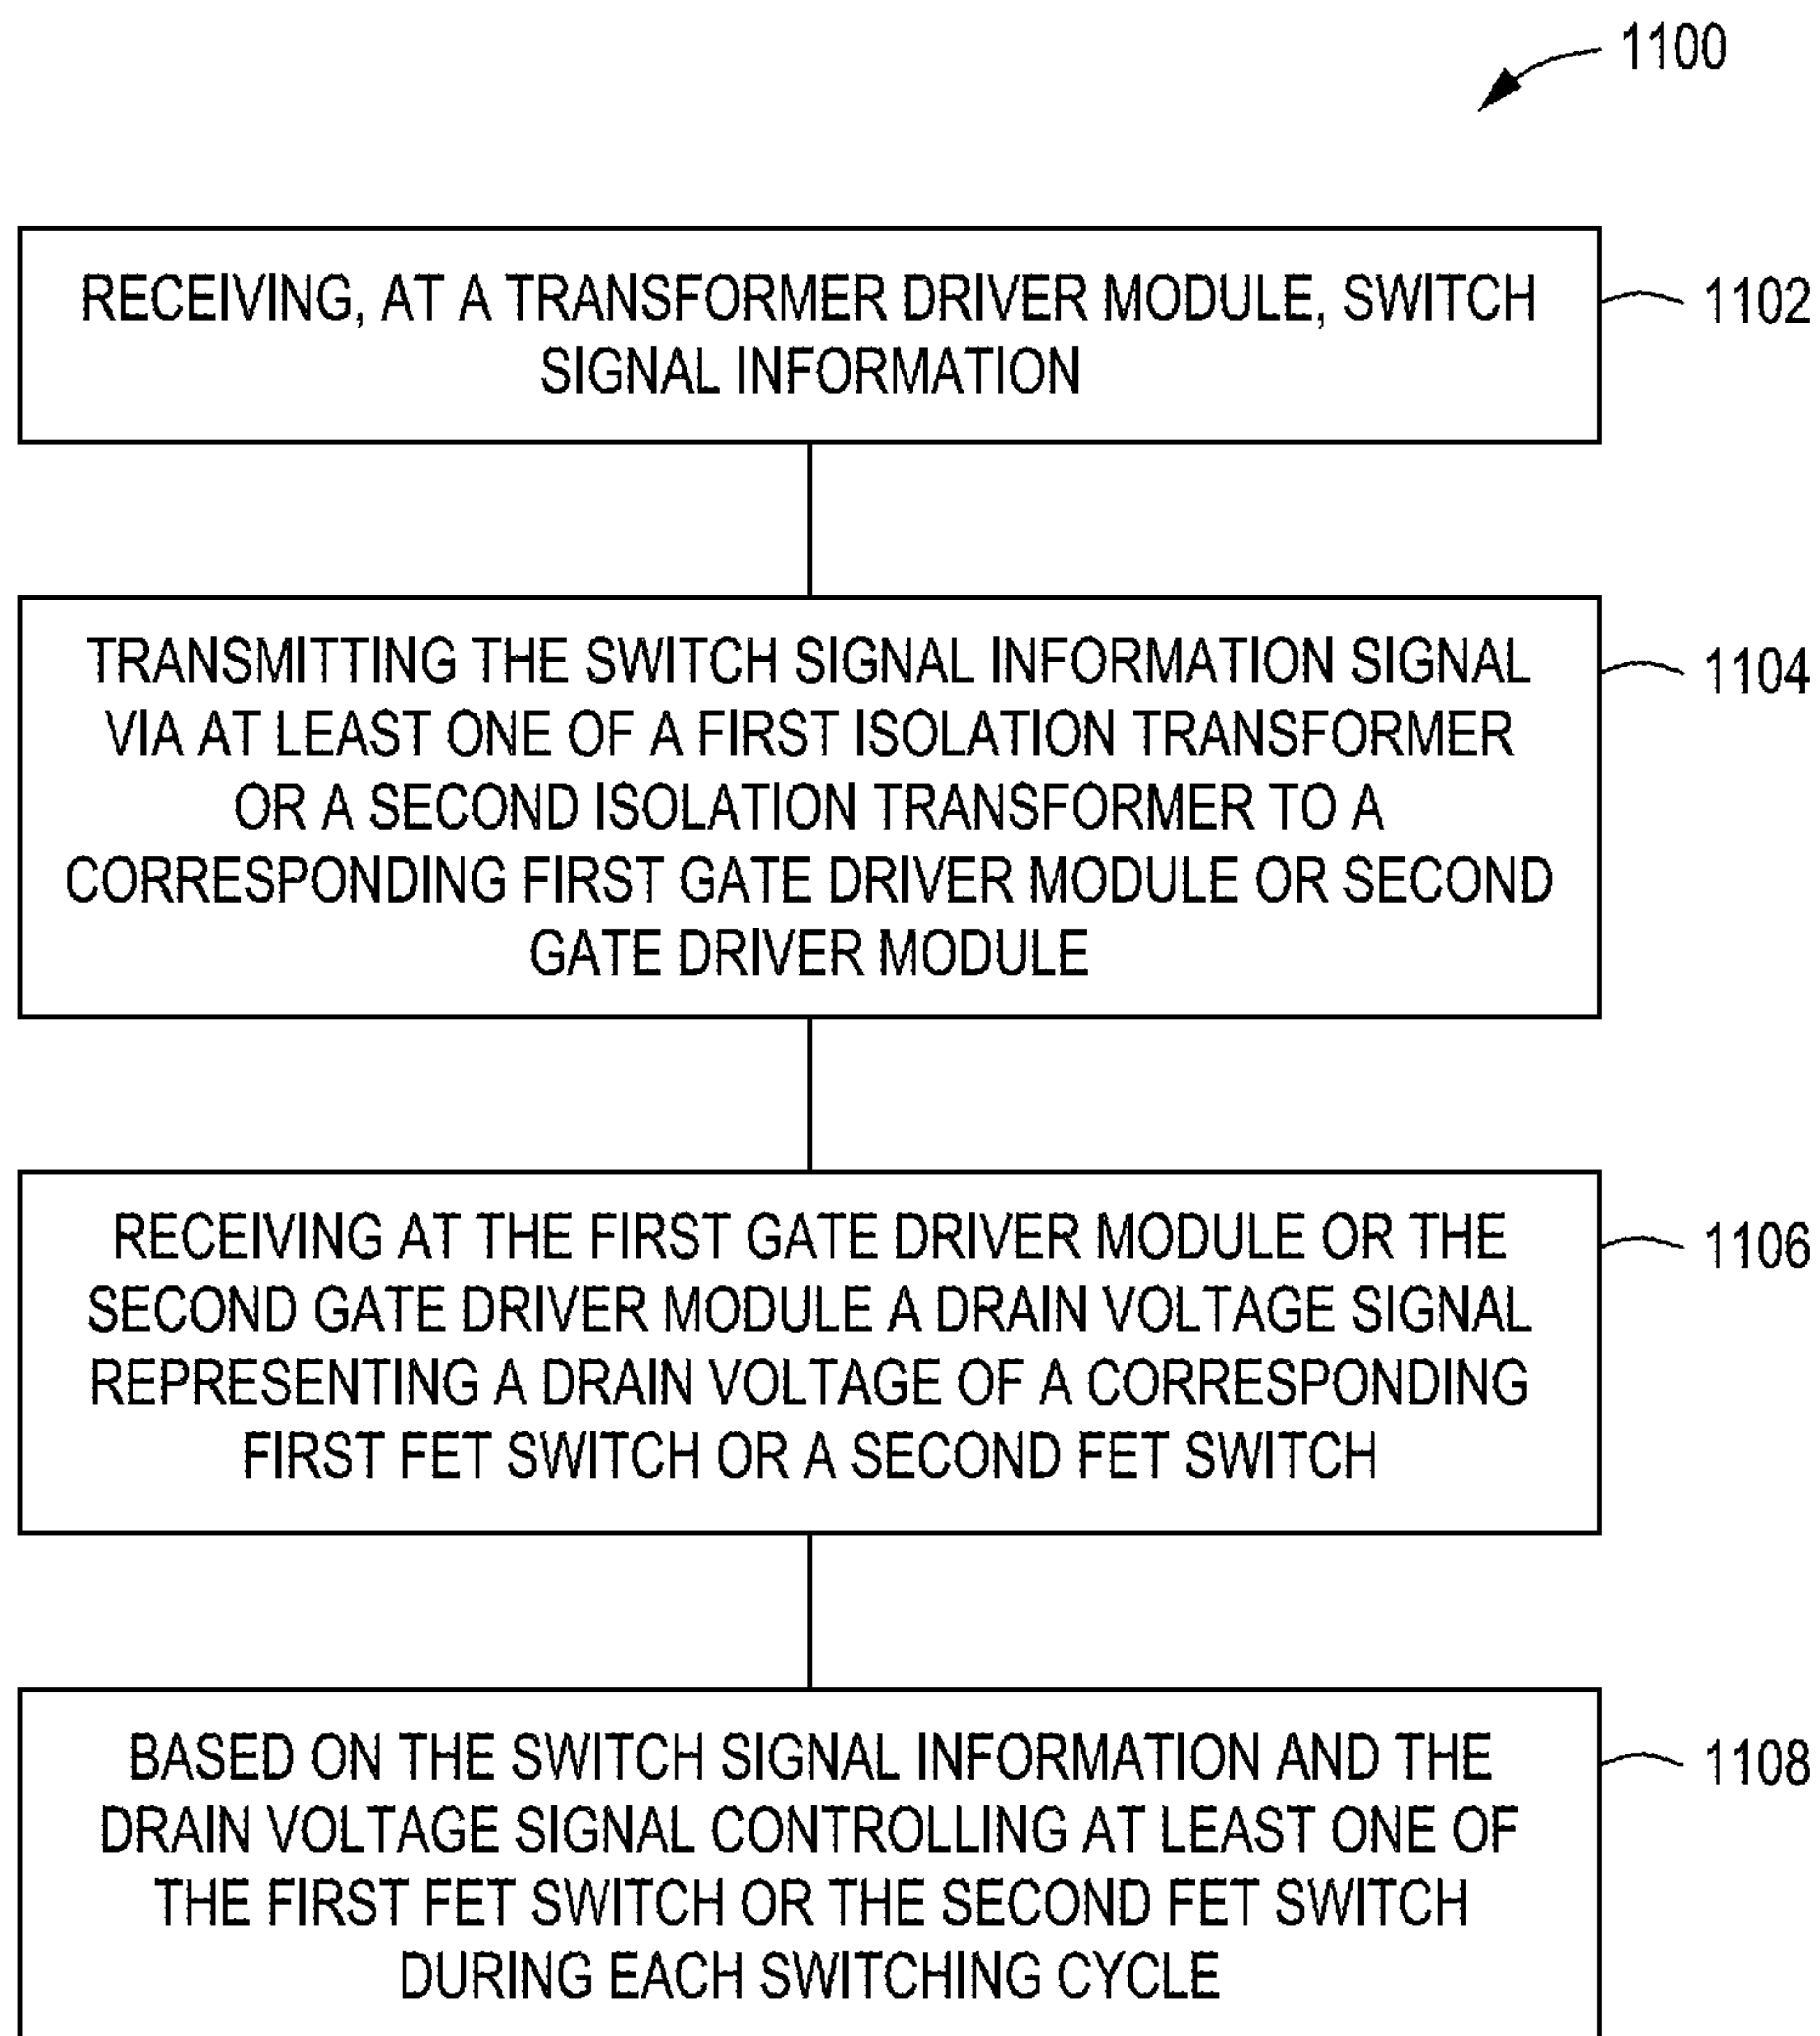 1100
RECEIVING, AT A TRANSFORMER DRIVER MODULE, SWITCH
SIGNAL INFORMATION
1102
TRANSMITTING THE SWITCH SIGNAL INFORMATION SIGNAL
VIA AT LEAST ONE OF A FIRST ISOLATION TRANSFORMER
OR A SECOND ISOLATION TRANSFORMER TO A
CORRESPONDING FIRST GATE DRIVER MODULE OR SECOND
GATE DRIVER MODULE
1104
RECEIVING AT THE FIRST GATE DRIVER MODULE OR THE
SECOND GATE DRIVER MODULE A DRAIN VOLTAGE SIGNAL
REPRESENTING A DRAIN VOLTAGE OF A CORRESPONDING
FIRST FET SWITCH OR A SECOND FET SWITCH
1106
BASED ON THE SWITCH SIGNAL INFORMATION AND THE
DRAIN VOLTAGE SIGNAL CONTROLLING AT LEAST ONE OF
THE FIRST FET SWITCH OR THE SECOND FET SWITCH
DURING EACH SWITCHING CYCLE
1108